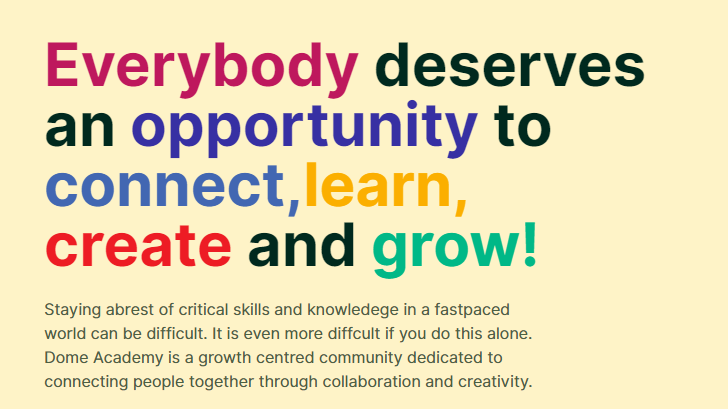 Everybody deserves
an opportunity to
connect,learn,
create and grow!
Staying abrest of critical skills and knowledege in a fastpaced
world can be difficult. It is even more diffcult if you do this alone.
Dome Academy is a growth centred community dedicated to
connecting people together through collaboration and creativity.